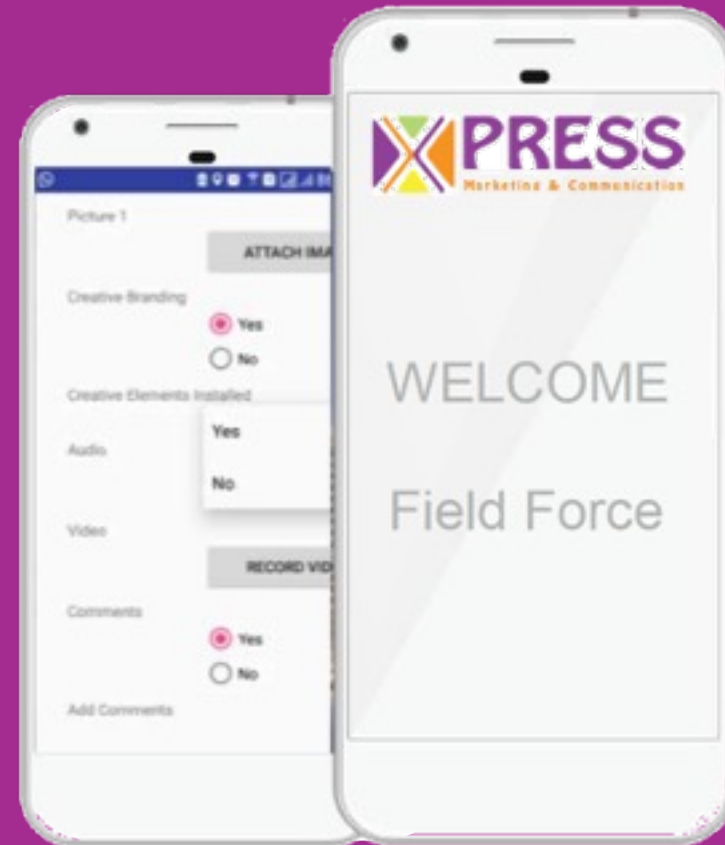 Picture 1
ATTACH IMA
Creative Branding
Yes
No
Creative Elements Installed
Yes
No
Audio
Video
RECORD VID
Comments
Yes
No
Add Comments
XPRESS
Marketing & Communication
WELCOME
Field Force